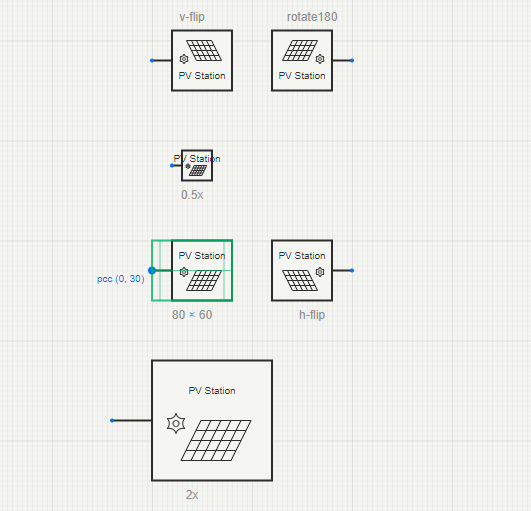 v-flip
rotate180
PV Station
PV Station
PV Station
0.5x
PV Station
PV Station
pcc (0, 30)
80 × 60
h-flip
PV Station
2x